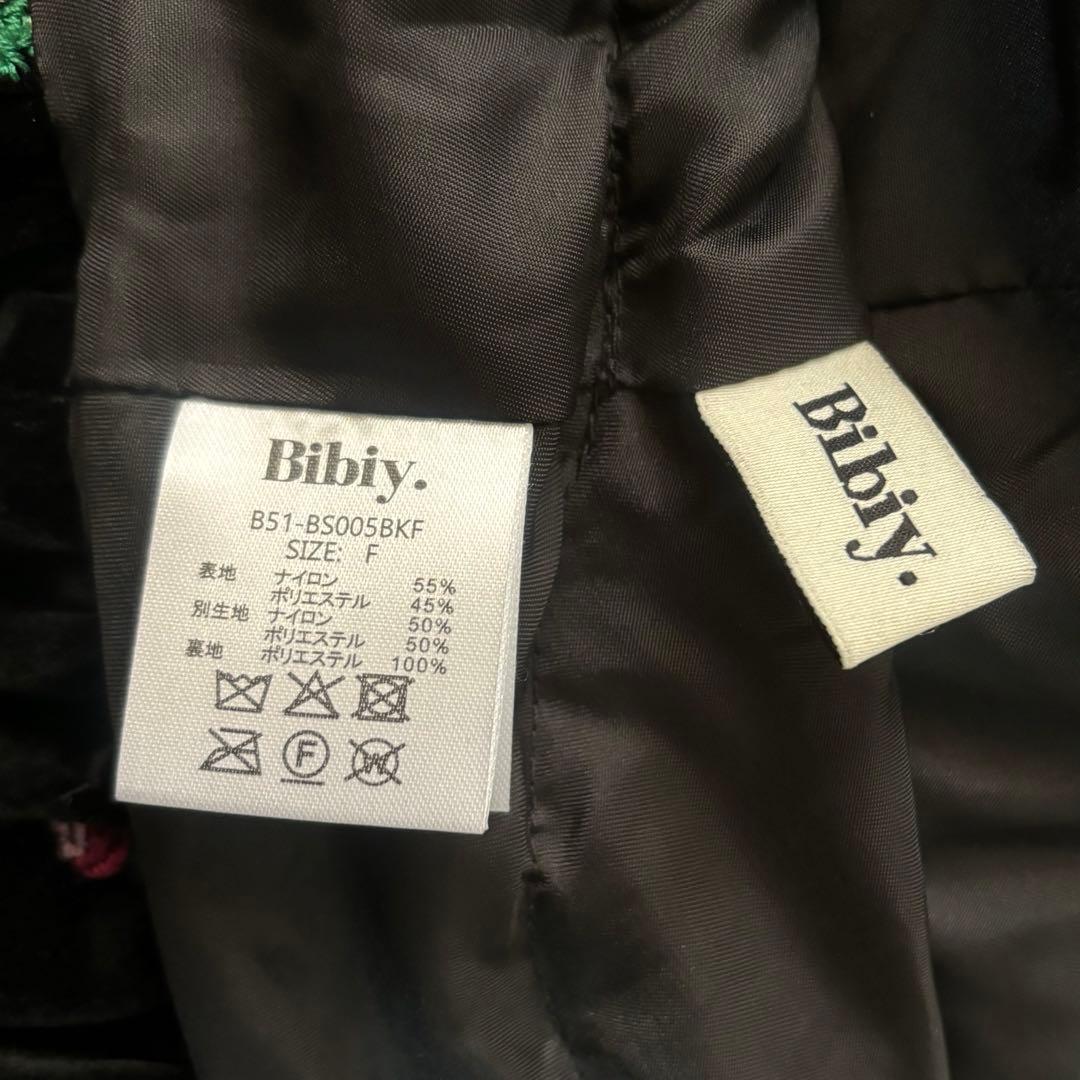 Bibiy.
B51-BS005BKF
SIZE: F
表地 ナイロン 55%
ポリエステル 45%
別生地 ナイロン 50%
ポリエステル 50%
裏地 ポリエステル 100%
F
W
Bibiy.